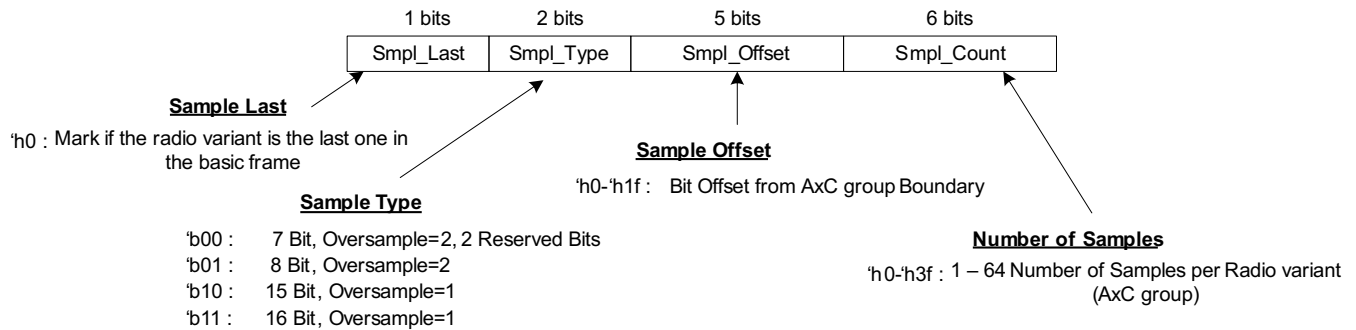 1 bits 2 bits 5 bits 6 bits
Smpl_Last Smpl_Type Smpl_Offset Smpl_Count
Sample Last
‘h0 : Mark if the radio variant is the last one in
the basic frame
Sample Offset
‘h0-‘h1f : Bit Offset from AxC group Boundary
Sample Type
‘b00 : 7 Bit, Oversample=2, 2 Reserved Bits
‘b01 : 8 Bit, Oversample=2
‘b10 : 15 Bit, Oversample=1
‘b11 : 16 Bit, Oversample=1
Number of Samples
‘h0-‘h3f : 1 – 64 Number of Samples per Radio variant
(AxC group)